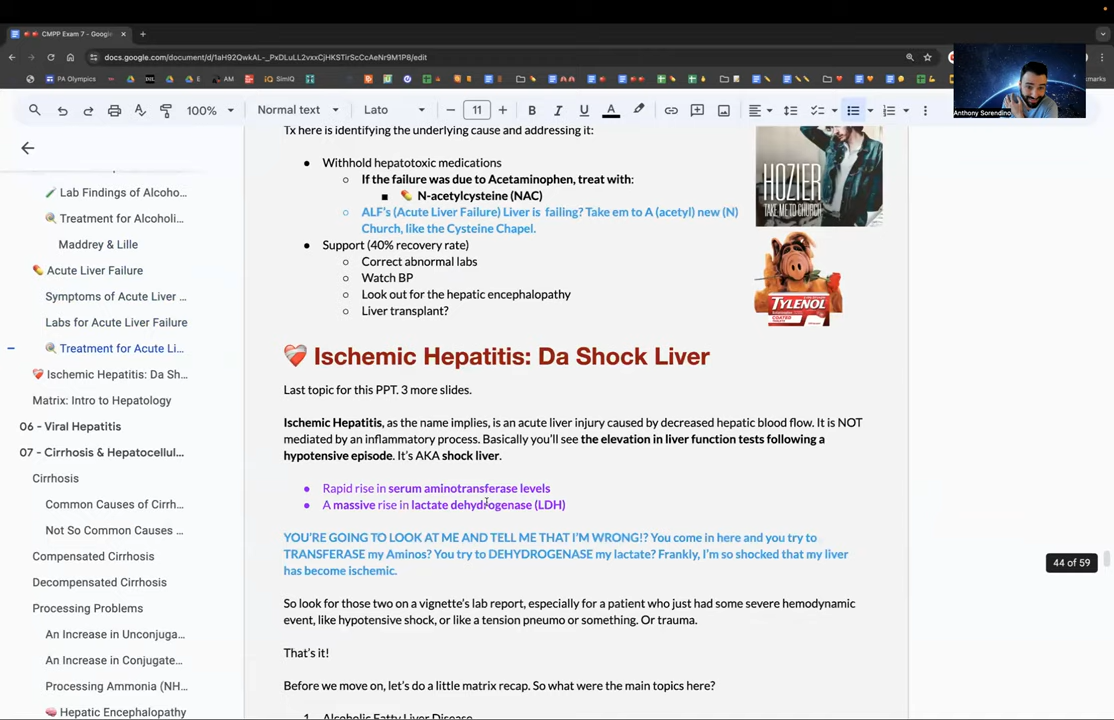 CMPP Exam 7 - Google
docs.google.com/document/d/1aH92QwkAL-_PxDLuLL2vxxCjHKSTirScCcAeNr9M1P8/edit
PA Olympics
AM
IQ SimIQ
Anthony Sorendino
100%
Normal text
Lato
11
Lab Findings of Alcoho...
Treatment for Alcoholi...
Maddrey & Lille
Acute Liver Failure
Symptoms of Acute Liver ...
Labs for Acute Liver Failure
Treatment for Acute Li...
Ischemic Hepatitis: Da Sh...
Matrix: Intro to Hepatology
06 - Viral Hepatitis
07 - Cirrhosis & Hepatocellul...
Cirrhosis
Common Causes of Cirrh...
Not So Common Causes ...
Compensated Cirrhosis
Decompensated Cirrhosis
Processing Problems
An Increase in Unconjuga...
An Increase in Conjugate...
Processing Ammonia (NH...
Hepatic Encephalopathy
Tx here is identifying the underlying cause and addressing it:
Withhold hepatotoxic medications
If the failure was due to Acetaminophen, treat with:
N-acetylcysteine (NAC)
ALF's (Acute Liver Failure) Liver is failing? Take em to A (acetyl) new (N)
Church, like the Cysteine Chapel.
Support (40% recovery rate)
Correct abnormal labs
Watch BP
Look out for the hepatic encephalopathy
Liver transplant?
HOZIER
TAKE ME TO CHURCH
TYLENOL
Ischemic Hepatitis: Da Shock Liver
Last topic for this PPT. 3 more slides.
Ischemic Hepatitis, as the name implies, is an acute liver injury caused by decreased hepatic blood flow. It is NOT
mediated by an inflammatory process. Basically you'll see the elevation in liver function tests following a
hypotensive episode. It's AKA shock liver.
Rapid rise in serum aminotransferase levels
A massive rise in lactate dehydrogenase (LDH)
YOU'RE GOING TO LOOK AT ME AND TELL ME THAT I'M WRONG!? You come in here and you try to
TRANSFERASE my Aminos? You try to DEHYDROGENASE my lactate? Frankly, I'm so shocked that my liver
has become ischemic.
So look for those two on a vignette's lab report, especially for a patient who just had some severe hemodynamic
event, like hypotensive shock, or like a tension pneumo or something. Or trauma.
That's it!
Before we move on, let's do a little matrix recap. So what were the main topics here?
1. Alcoholic Fatty Liver Disease
44 of 59